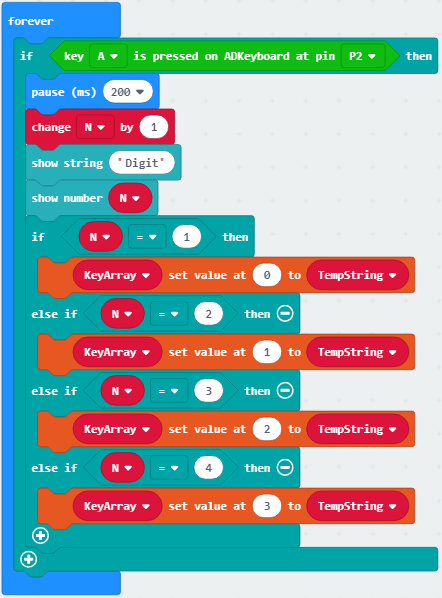 forever
if key A is pressed on ADKeyboard at pin P2 then
pause (ms) 200
change N by 1
show string "Digit"
show number N
if N = 1 then
KeyArray set value at 0 to TempString
else if N = 2 then
KeyArray set value at 1 to TempString
else if N = 3 then
KeyArray set value at 2 to TempString
else if N = 4 then
KeyArray set value at 3 to TempString